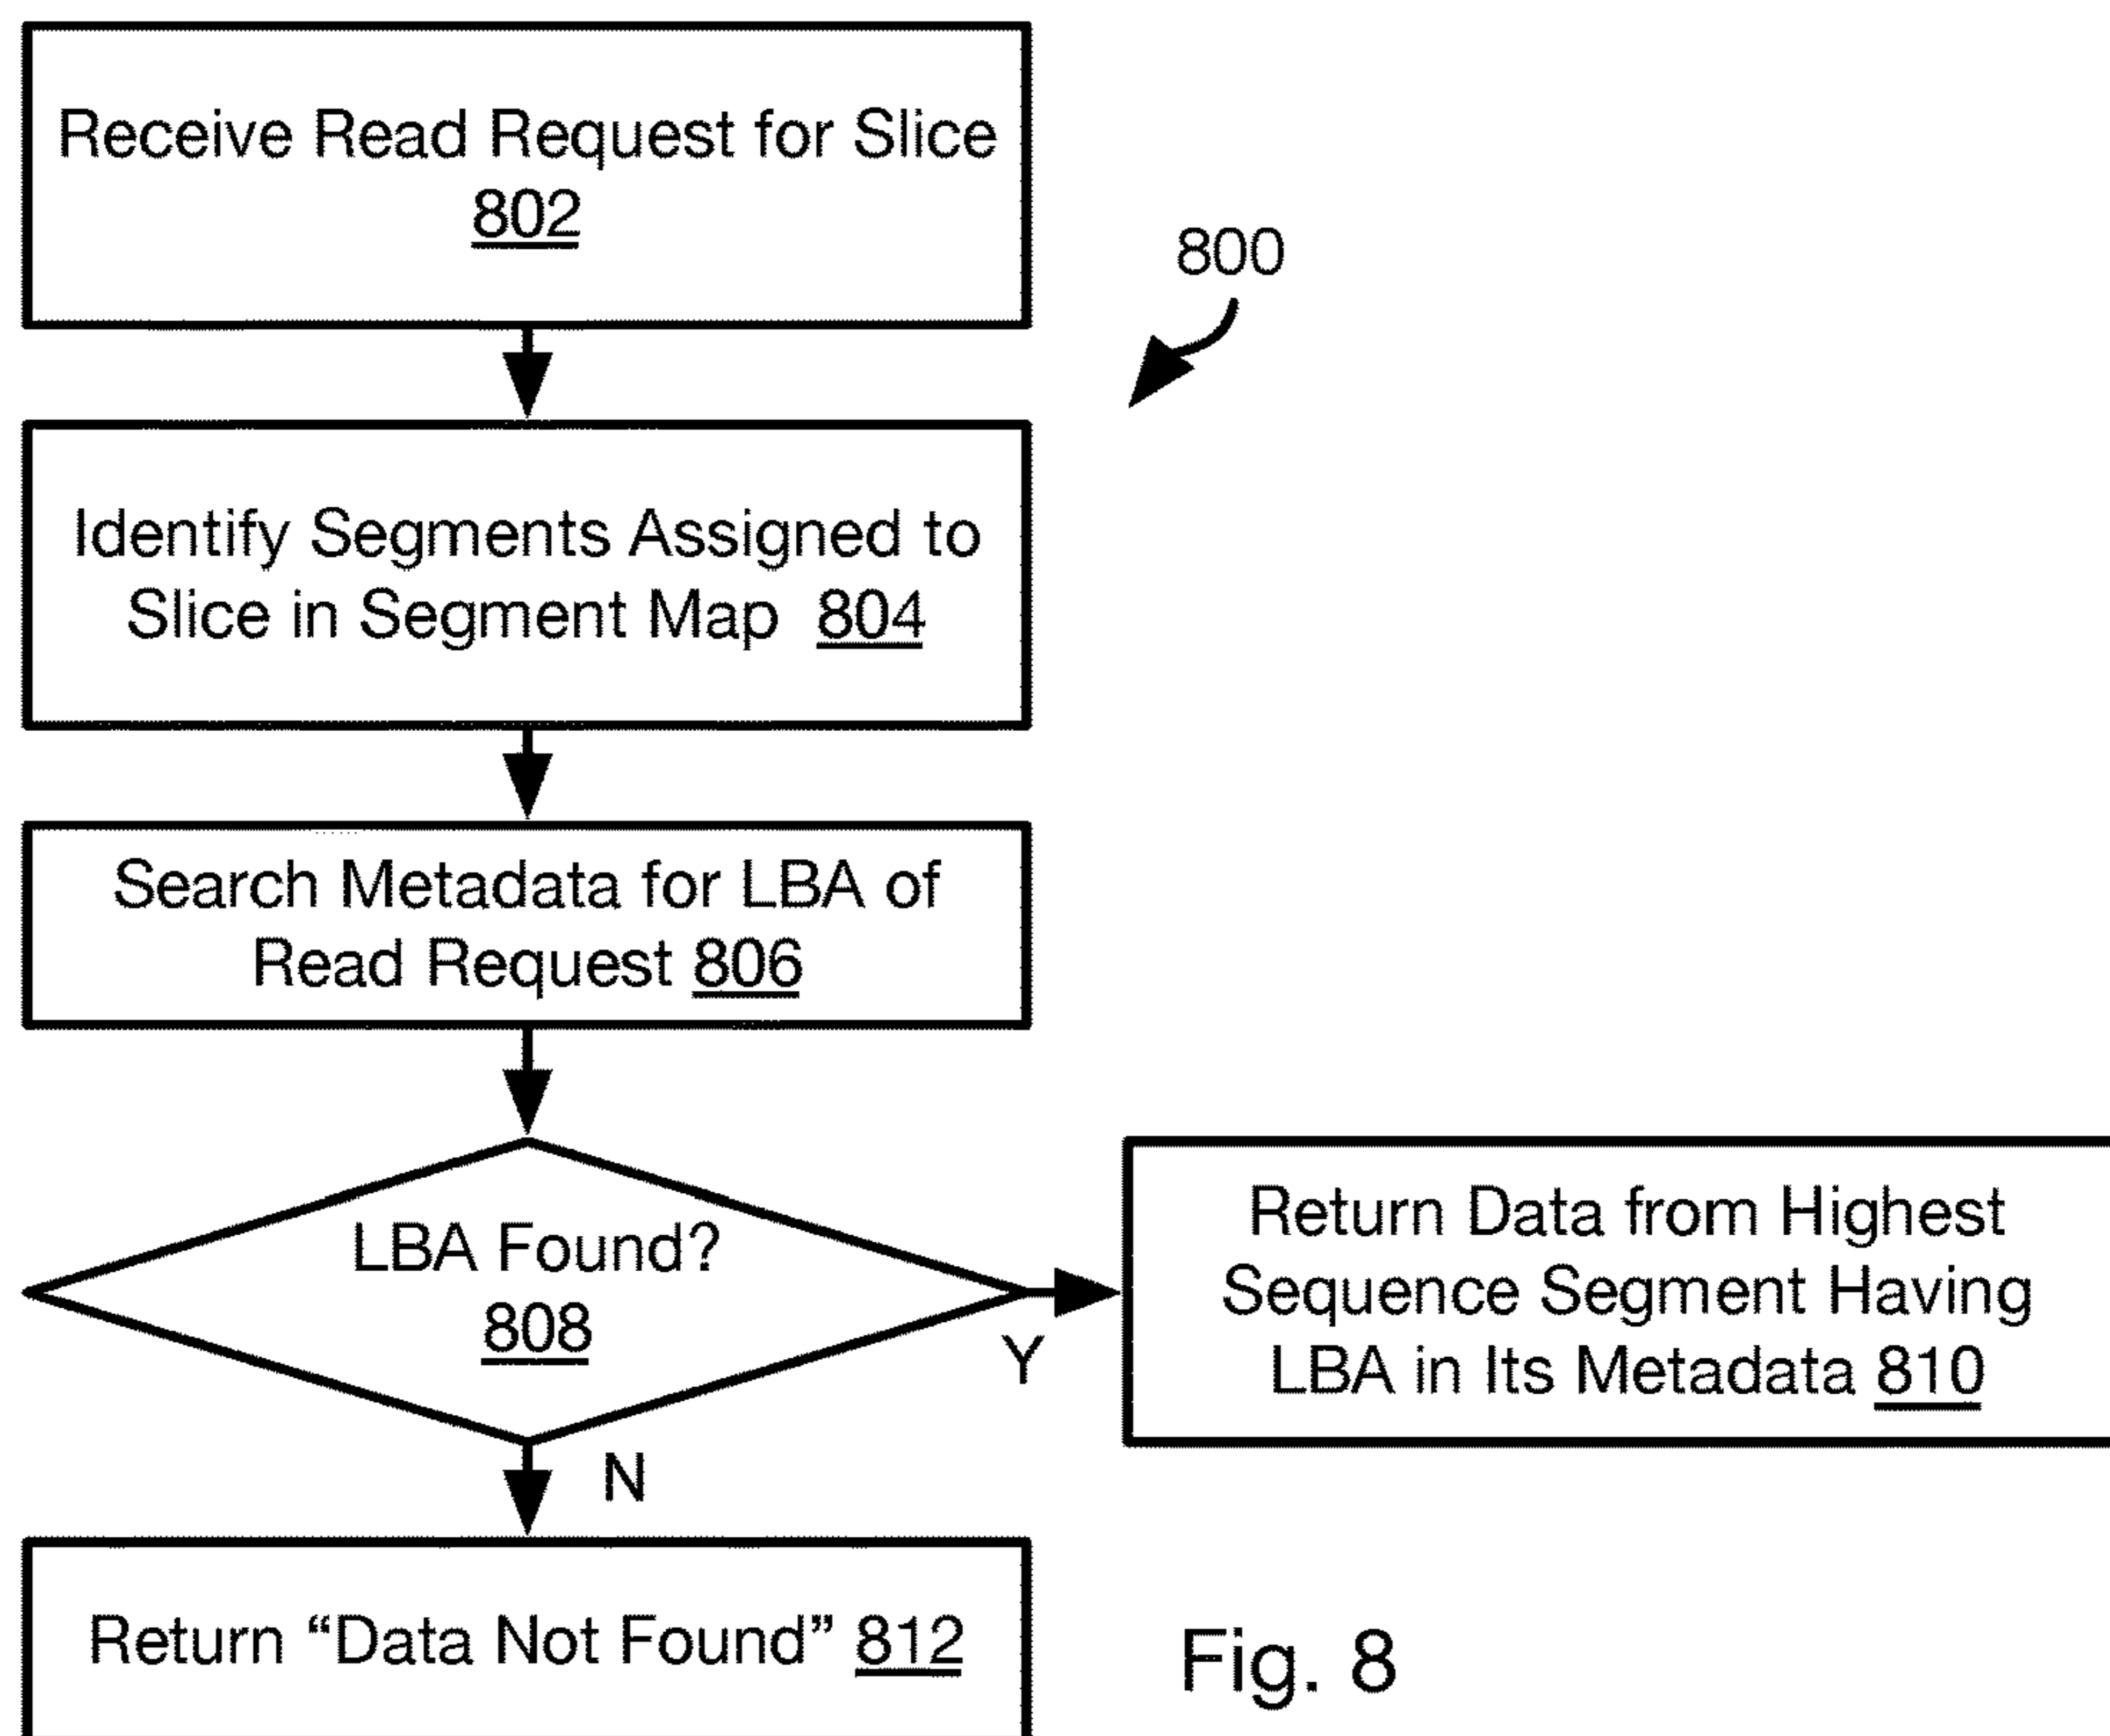 Receive Read Request for Slice
802
800
Identify Segments Assigned to
Slice in Segment Map 804
Search Metadata for LBA of
Read Request 806
LBA Found?
808
Y
Return Data from Highest
Sequence Segment Having
LBA in Its Metadata 810
N
Return “Data Not Found” 812
Fig. 8